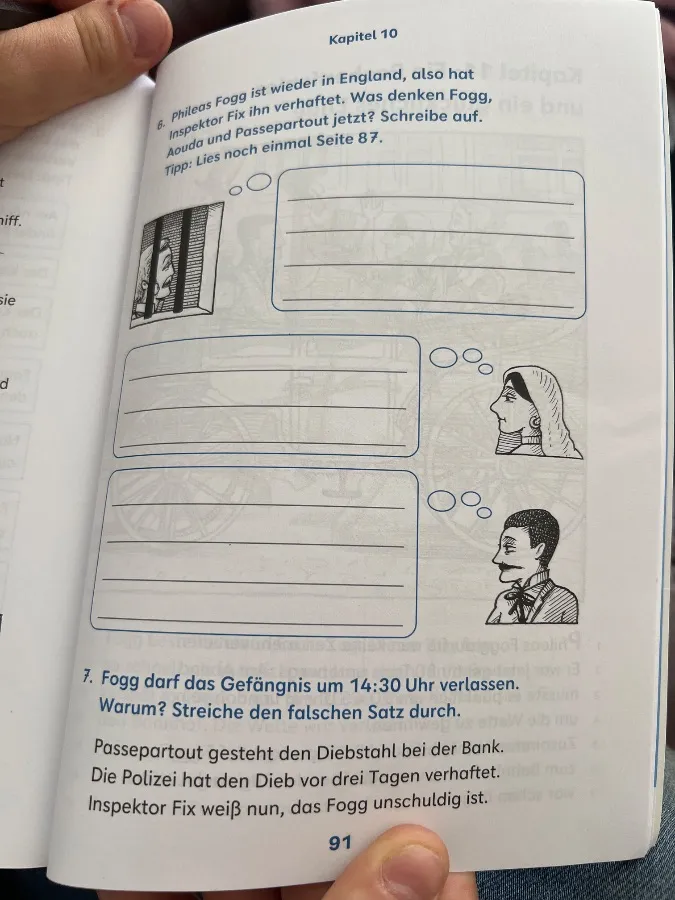 t
niff.
sie
d
Kapitel 10
6. Phileas Fogg ist wieder in England, also hat
Inspektor Fix ihn verhaftet. Was denken Fogg,
Aouda und Passepartout jetzt? Schreibe auf.
Tipp: Lies noch einmal Seite 87.
7. Fogg darf das Gefängnis um 14:30 Uhr verlassen.
Warum? Streiche den falschen Satz durch.
Passepartout gesteht den Diebstahl bei der Bank.
Die Polizei hat den Dieb vor drei Tagen verhaftet.
Inspektor Fix weiß nun, das Fogg unschuldig ist.
91